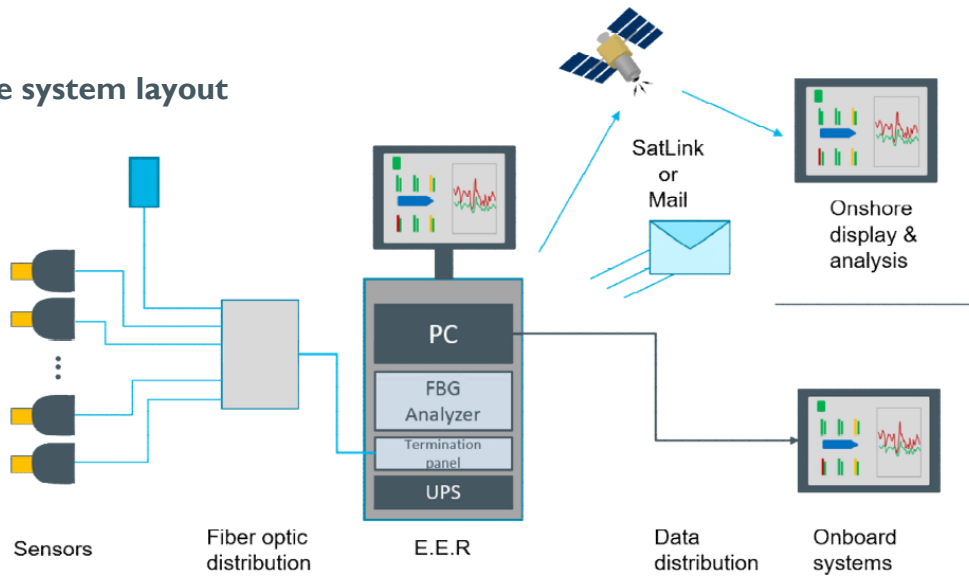 e system layout
SatLink
or
Mail
Onshore
display &
analysis
PC
FBG
Analyzer
Termination
panel
UPS
Sensors
Fiber optic
distribution
E.E.R
Data
distribution
Onboard
systems